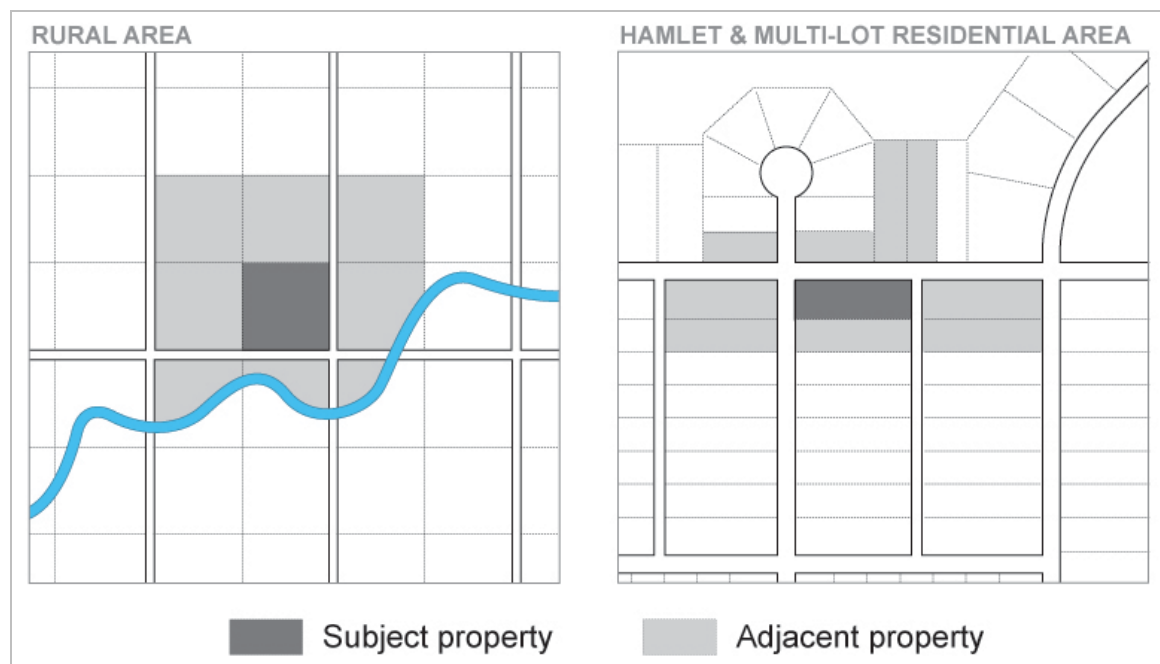 RURAL AREA
HAMLET & MULTI-LOT RESIDENTIAL AREA
Subject property
Adjacent property